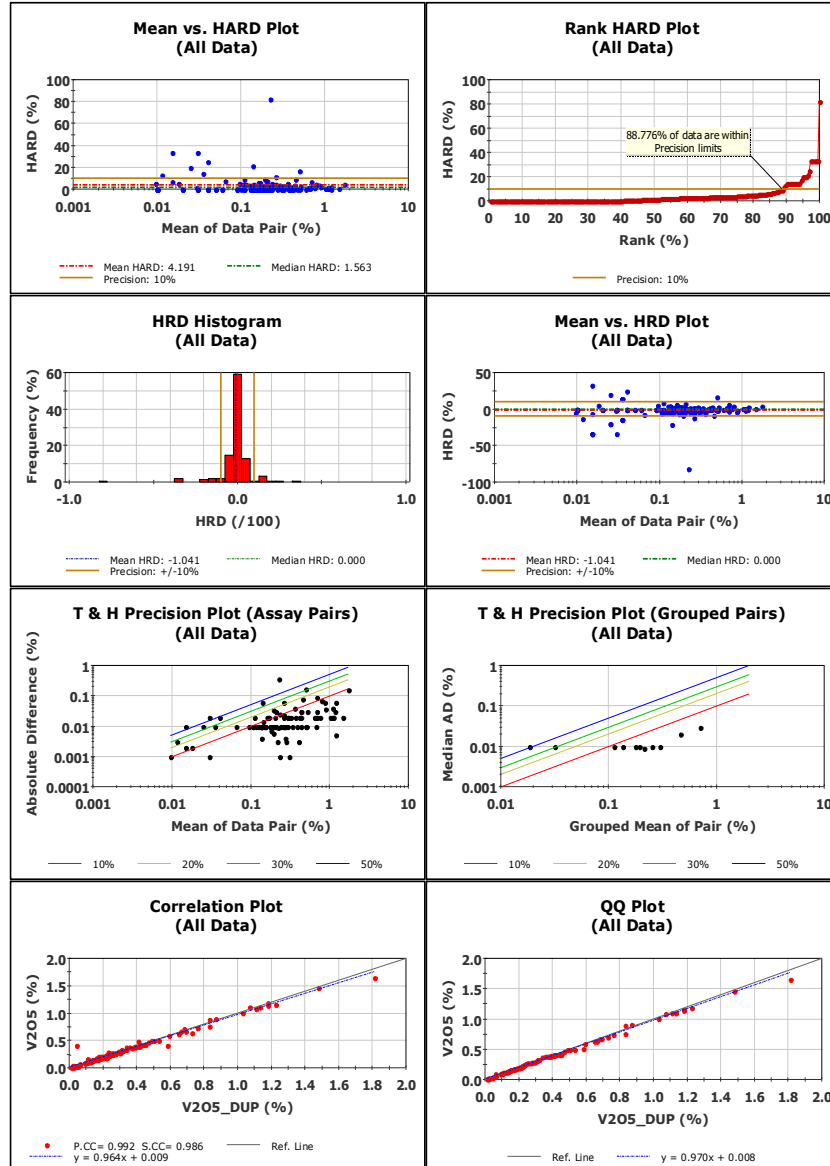 Mean vs. HARD Plot
(All Data)
HARD (%)
100
80
60
40
20
0
0.001
0.01
0.1
1
10
Mean of Data Pair (%)
Mean HARD: 4.191
Median HARD: 1.563
Precision: 10%
Rank HARD Plot
(All Data)
HARD (%)
100
80
60
40
20
0
88.776% of data are within
Precision limits
0
10
20
30
40
50
60
70
80
90
100
Rank (%)
Precision: 10%
HRD Histogram
(All Data)
Frequency (%)
60
40
20
0
-1.0
0.0
1.0
HRD (/100)
Mean HRD: -1.041
Median HRD: 0.000
Precision: +/-10%
Mean vs. HRD Plot
(All Data)
HRD (%)
50
0
-50
-100
0.001
0.01
0.1
1
10
Mean of Data Pair (%)
Mean HRD: -1.041
Median HRD: 0.000
Precision: +/-10%
T & H Precision Plot (Assay Pairs)
(All Data)
Absolute Difference (%)
1
0.1
0.01
0.001
0.0001
0.001
0.01
0.1
1
10
Mean of Data Pair (%)
10%
20%
30%
50%
T & H Precision Plot (Grouped Pairs)
(All Data)
Median AD (%)
1
0.1
0.01
0.001
0.01
0.1
1
10
Grouped Mean of Pair (%)
10%
20%
30%
50%
Correlation Plot
(All Data)
V2O5 (%)
2.0
1.5
1.0
0.5
0.0
0.0
0.2
0.4
0.6
0.8
1.0
1.2
1.4
1.6
1.8
2.0
V2O5_DUP (%)
P.CC= 0.992 S.CC= 0.986
Ref. Line
y = 0.964x + 0.009
QQ Plot
(All Data)
V2O5 (%)
2.0
1.5
1.0
0.5
0.0
0.0
0.2
0.4
0.6
0.8
1.0
1.2
1.4
1.6
1.8
2.0
V2O5_DUP (%)
Ref. Line
y = 0.970x + 0.008